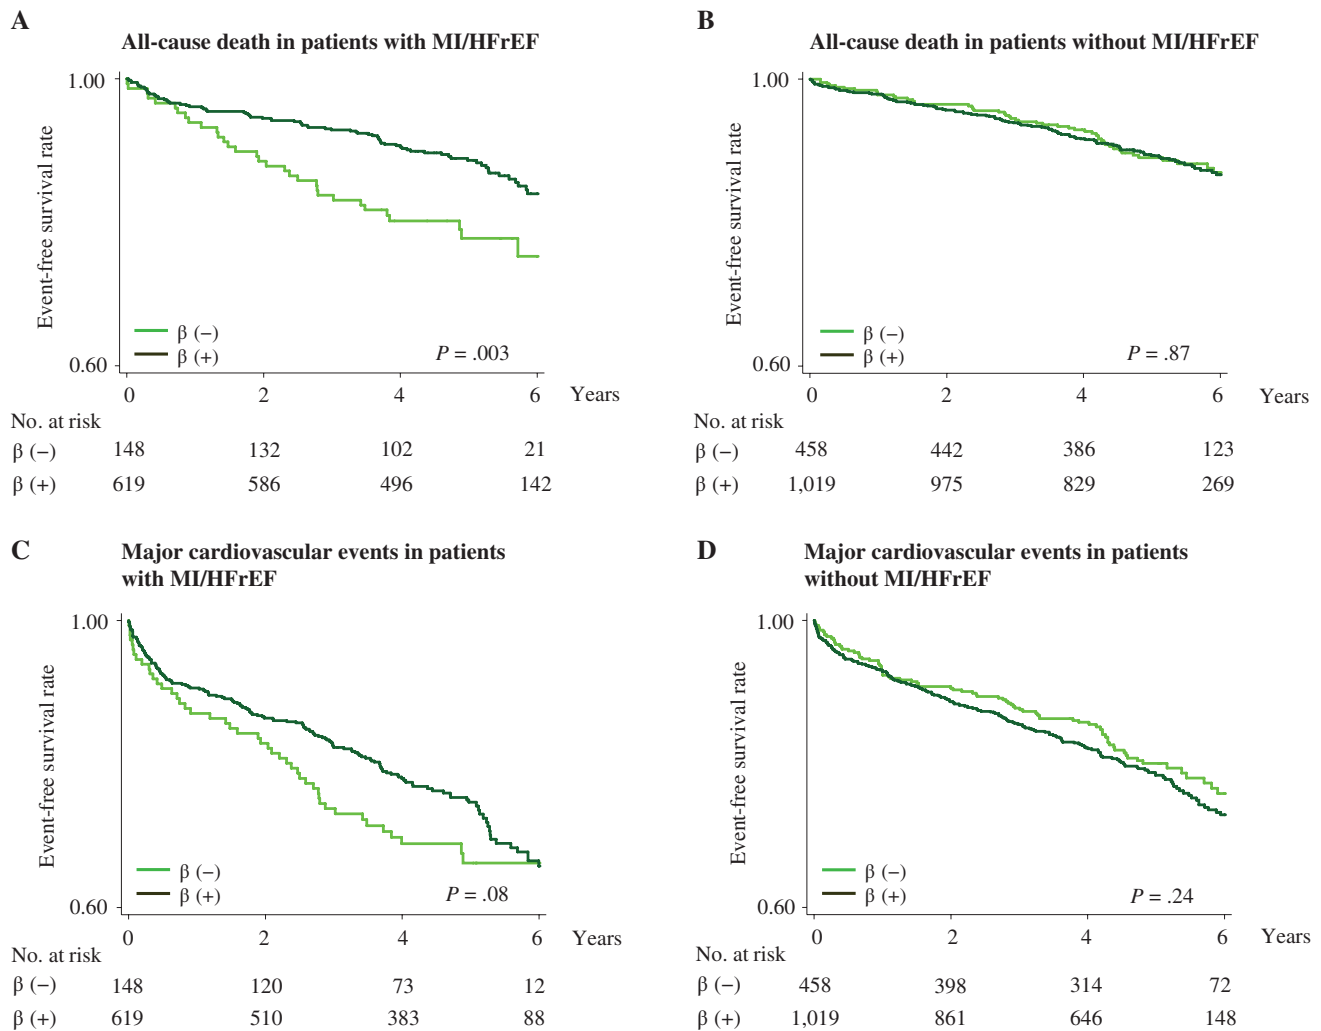 A
All-cause death in patients with MI/HFrEF
1.00
Event-free survival rate
β (−)
β (+)
P = .003
0.60
0 2 4 6 Years
No. at risk
β (−) 148 132 102 21
β (+) 619 586 496 142
B
All-cause death in patients without MI/HFrEF
1.00
Event-free survival rate
β (−)
β (+)
P = .87
0.60
0 2 4 6 Years
No. at risk
β (−) 458 442 386 123
β (+) 1,019 975 829 269
C
Major cardiovascular events in patients
with MI/HFrEF
1.00
Event-free survival rate
β (−)
β (+)
P = .08
0.60
0 2 4 6 Years
No. at risk
β (−) 148 120 73 12
β (+) 619 510 383 88
D
Major cardiovascular events in patients
without MI/HFrEF
1.00
Event-free survival rate
β (−)
β (+)
P = .24
0.60
0 2 4 6 Years
No. at risk
β (−) 458 398 314 72
β (+) 1,019 861 646 148